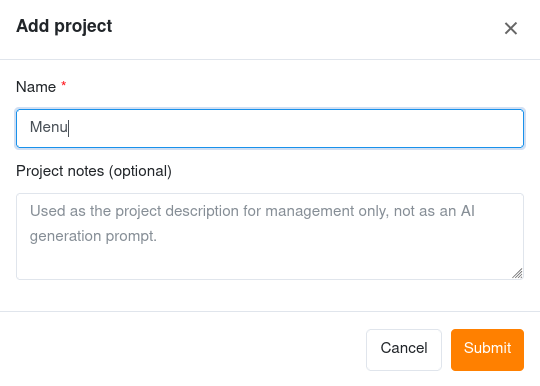 Add project
Name *
Menu
Project notes (optional)
Used as the project description for management only, not as an AI
generation prompt.
Cancel
Submit